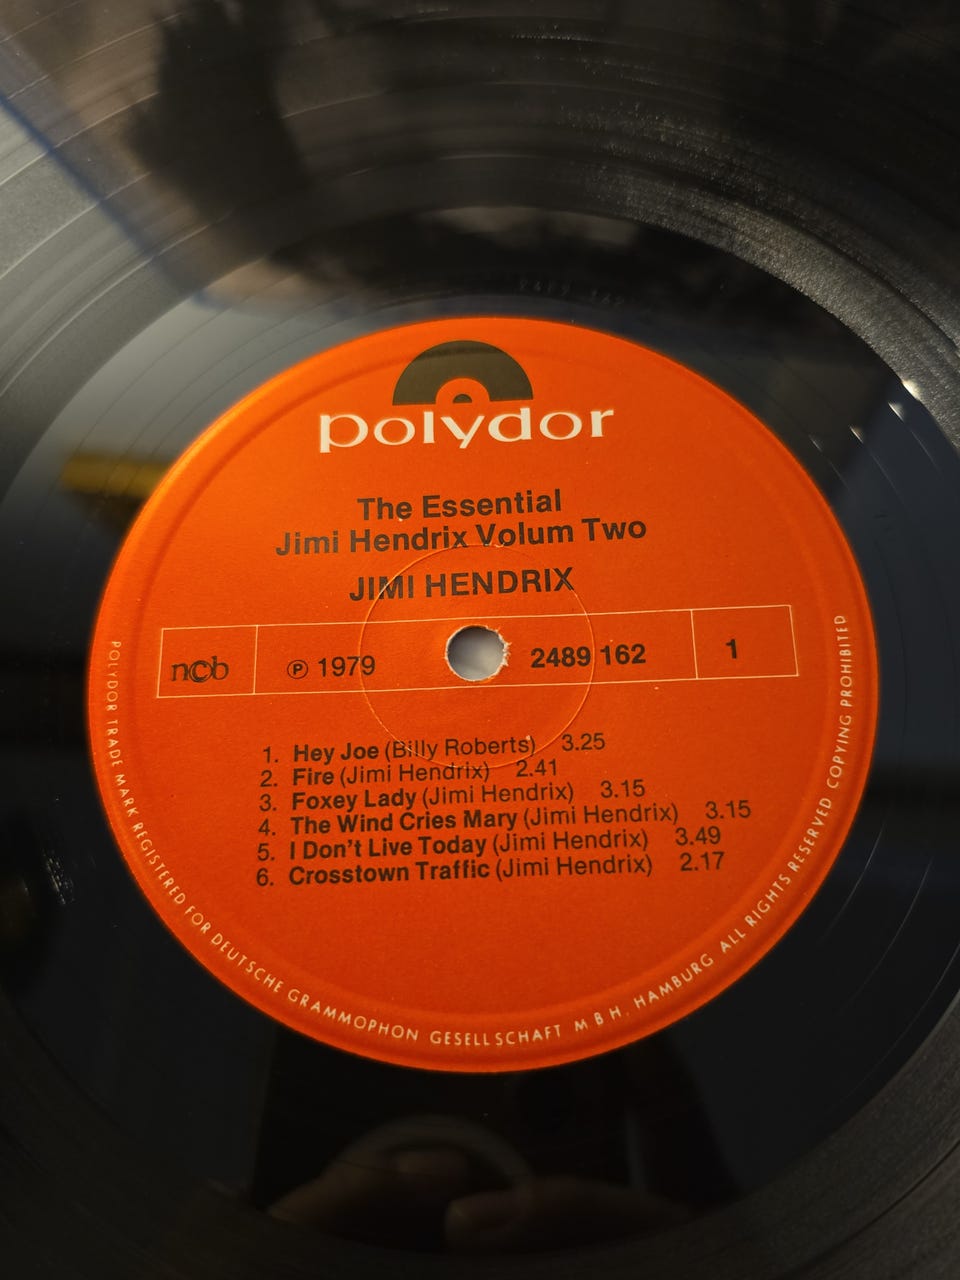 polydor
The Essential
Jimi Hendrix Volum Two
JIMI HENDRIX
ncb
℗ 1979
2489 162
1
1. Hey Joe (Billy Roberts) 3.25
2. Fire (Jimi Hendrix) 2.41
3. Foxey Lady (Jimi Hendrix) 3.15
4. The Wind Cries Mary (Jimi Hendrix) 3.15
5. I Don't Live Today (Jimi Hendrix) 3.49
6. Crosstown Traffic (Jimi Hendrix) 2.17
POLYDOR TRADE MARK REGISTERED FOR DEUTSCHE GRAMMOPHON GESELLSCHAFT M B H. HAMBURG ALL RIGHTS RESERVED COPYING PROHIBITED